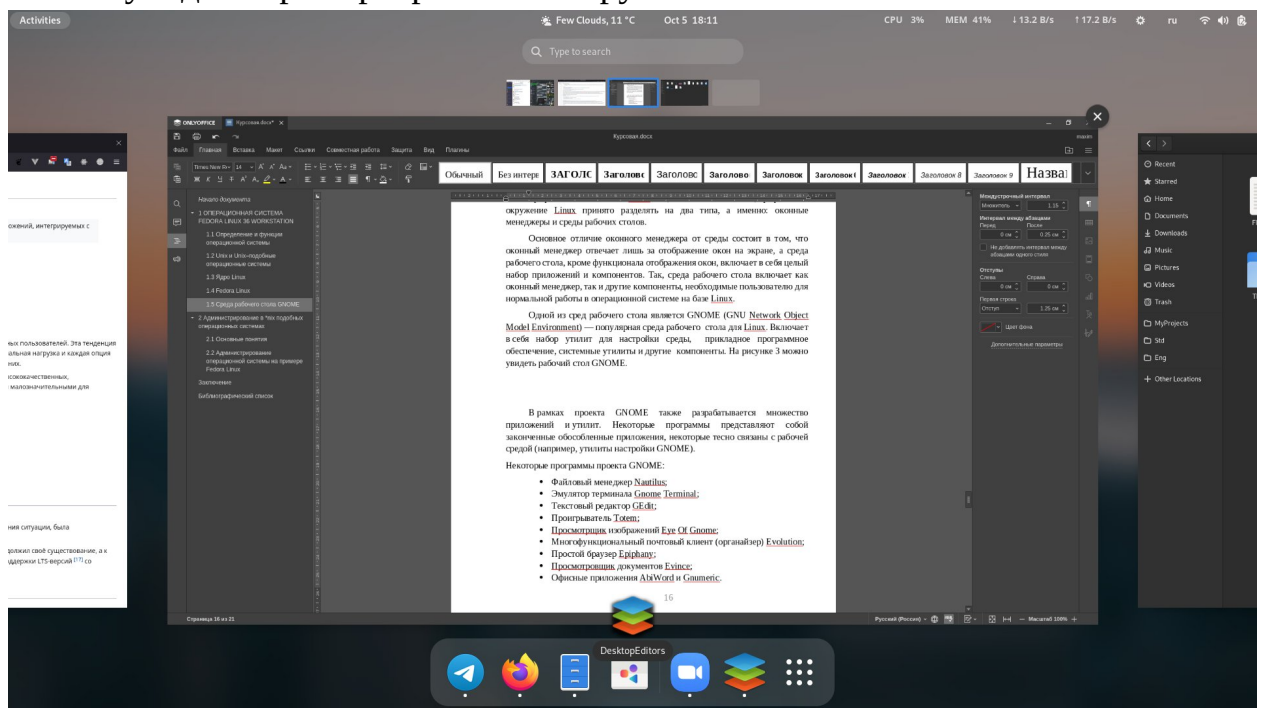 Activities
Few Clouds, 11 °C Oct 5 18:11
CPU 3% MEM 41% ↓13.2 B/s ↑17.2 B/s ru
Type to search
ONLYOFFICE Курсовая.docx*
Курсовая.docx
maxim
Файл Главная Вставка Макет Ссылки Совместная работа Защита Вид Плагины
Times New Ro 14
Обычный Без интерв ЗАГОЛС Заголовс Заголовс Заголово Заголовок Заголовок Заголовок Заголовок 8 Заголовок 9 Назва
Начало документа
1 ОПЕРАЦИОННАЯ СИСТЕМА
FEDORA LINUX 36 WORKSTATION
1.1 Определение и функции
операционной системы
1.2 Unix и Unix-подобные
операционные системы
1.3 Ядро Linux
1.4 Fedora Linux
1.5 Среда рабочего стола GNOME
2 Администрирование в *nix подобных
операционных системах
2.1 Основные понятия
2.2 Администрирование
операционной системы на примере
Fedora Linux
Заключение
Библиографический список
окружение Linux принято разделять на два типа, а именно: оконные
менеджеры и среды рабочих столов.
Основное отличие оконного менеджера от среды состоит в том, что
оконный менеджер отвечает лишь за отображение окон на экране, а среда
рабочего стола, кроме функционала отображения окон, включает в себя целый
набор приложений и компонентов. Так, среда рабочего стола включает как
оконный менеджер, так и другие компоненты, необходимые пользователю для
нормальной работы в операционной системе на базе Linux.
Одной из сред рабочего стола является GNOME (GNU Network Object
Model Environment) — популярная среда рабочего стола для Linux. Включает
в себя набор утилит для настройки среды, прикладное программное
обеспечение, системные утилиты и другие компоненты. На рисунке 3 можно
увидеть рабочий стол GNOME.
В рамках проекта GNOME также разрабатывается множество
приложений и утилит. Некоторые программы представляют собой
законченные обособленные приложения, некоторые тесно связаны с рабочей
средой (например, утилиты настройки GNOME).
Некоторые программы проекта GNOME:
• Файловый менеджер Nautilus;
• Эмулятор терминала Gnome Terminal;
• Текстовый редактор GEdit;
• Проигрыватель Totem;
• Просмотрщик изображений Eye Of Gnome;
• Многофункциональный почтовый клиент (органайзер) Evolution;
• Простой браузер Epiphany;
• Просмотровщик документов Evince;
• Офисные приложения AbiWord и Gnumeric.
16
Междустрочный интервал
Множитель 1.15
Интервал между абзацами
Перед После
0 см 0.25 см
Не добавлять интервал между
абзацами одного стиля
Отступы
Слева Справа
0 см 0 см
Первая строка
Отступ 1.25 см
Цвет фона
Дополнительные параметры
Страница 16 из 21
Русский (Россия) Масштаб 100%
ожений, интегрируемых с
ых пользователей. Эта тенденция
альная нагрузка и каждая опция
них.
сококачественных,
малозначительными для
ния ситуации, была
должил своё существование, а к
ддержки LTS-версий [17] со
Recent
Starred
Home
Documents
Downloads
Music
Pictures
Videos
Trash
MyProjects
Std
Eng
Other Locations
DesktopEditors